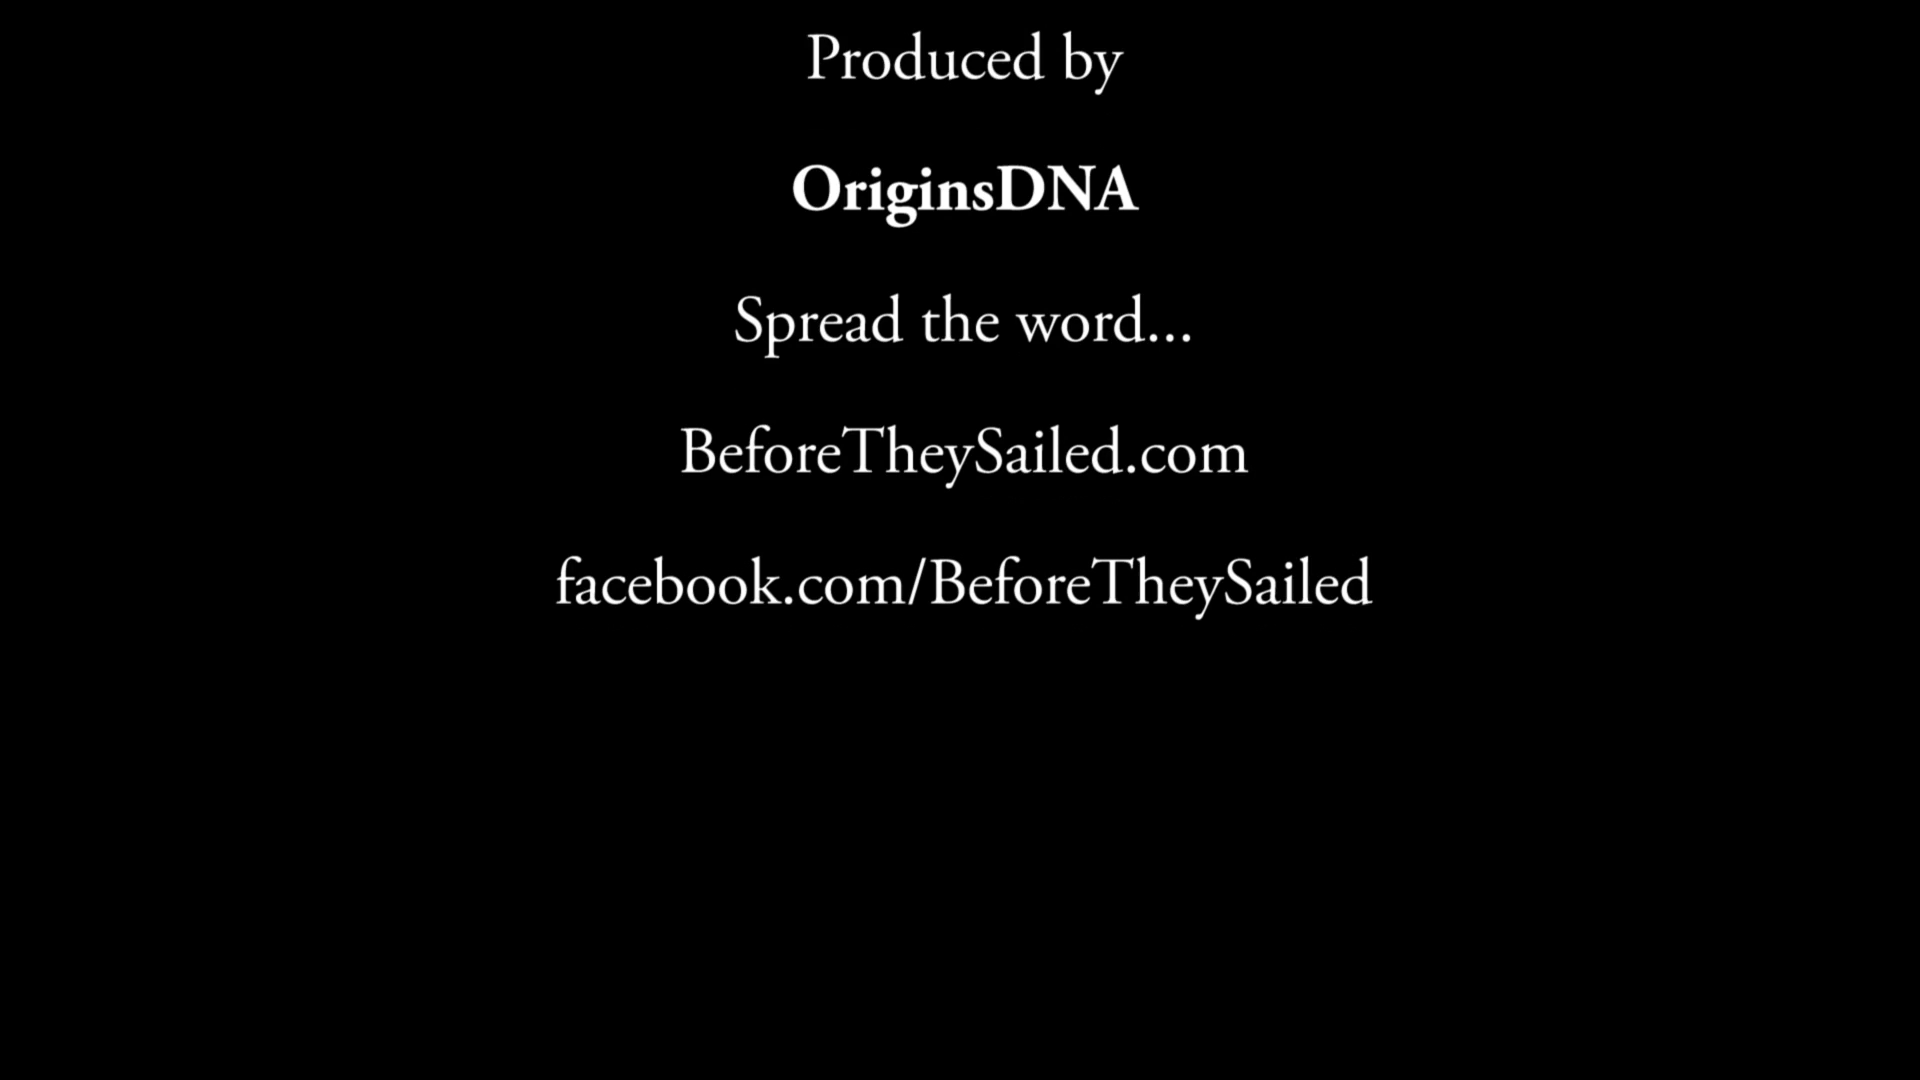 Produced by
OriginsDNA
Spread the word...
BeforeTheySailed.com
facebook.com/BeforeTheySailed